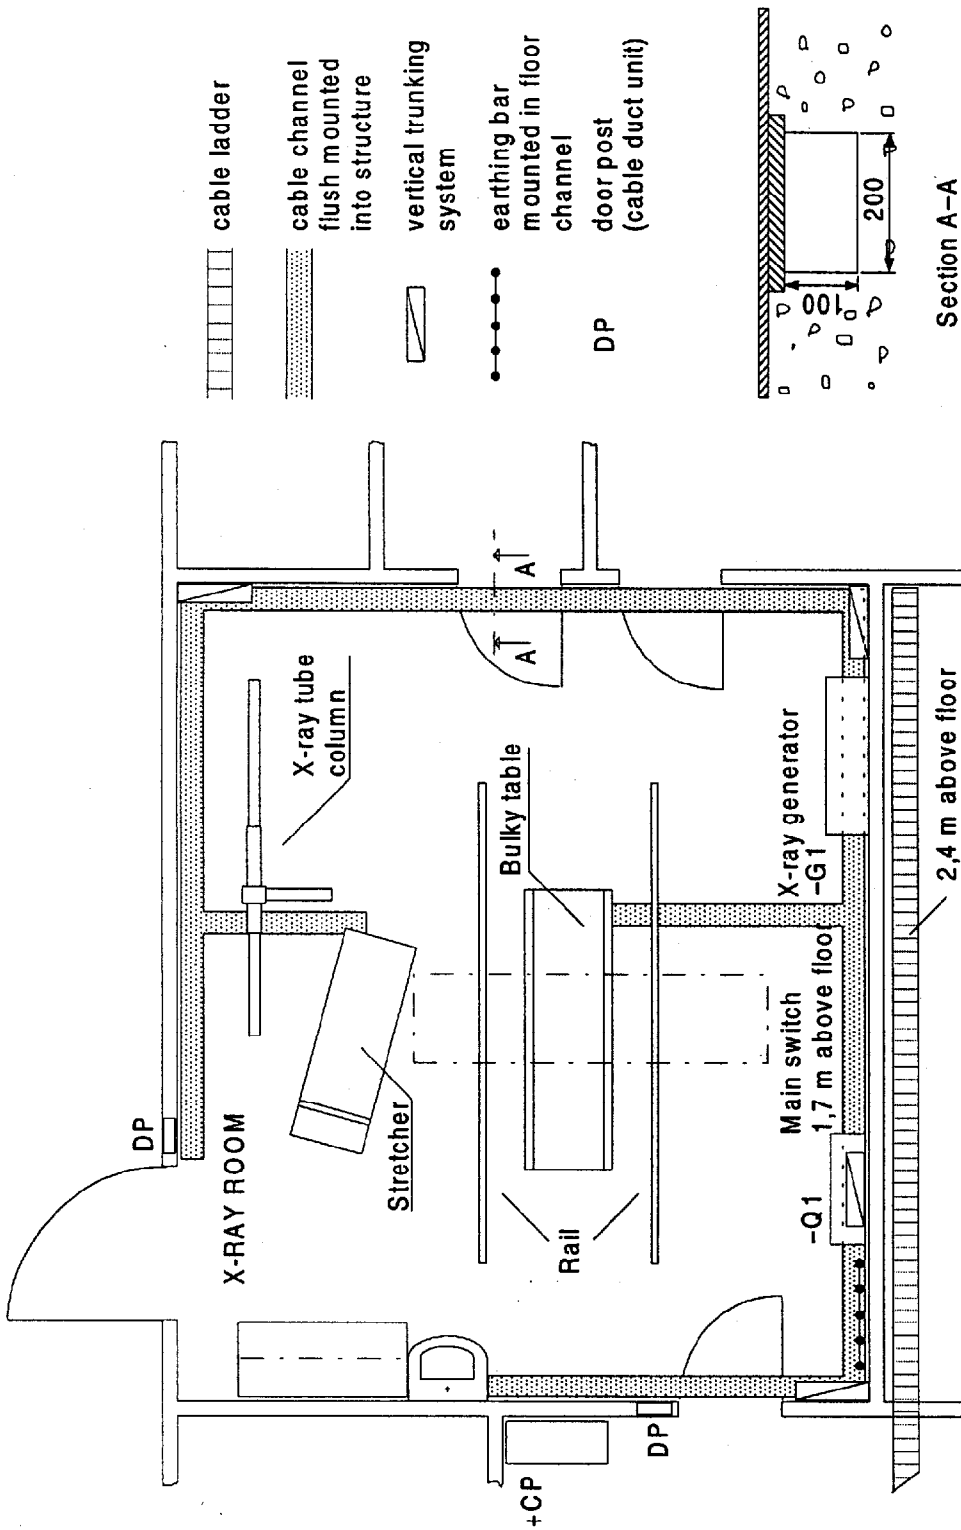 DP
X-RAY ROOM
Stretcher
X-ray tube
column
Rail
Bulky table
A
A
-Q1
Main switch
1,7 m above floor
X-ray generator
-G1
2,4 m above floor
+CP
DP
cable ladder
cable channel
flush mounted
into structure
vertical trunking
system
earthing bar
mounted in floor
channel
DP
door post
(cable duct unit)
100
200
Section A-A